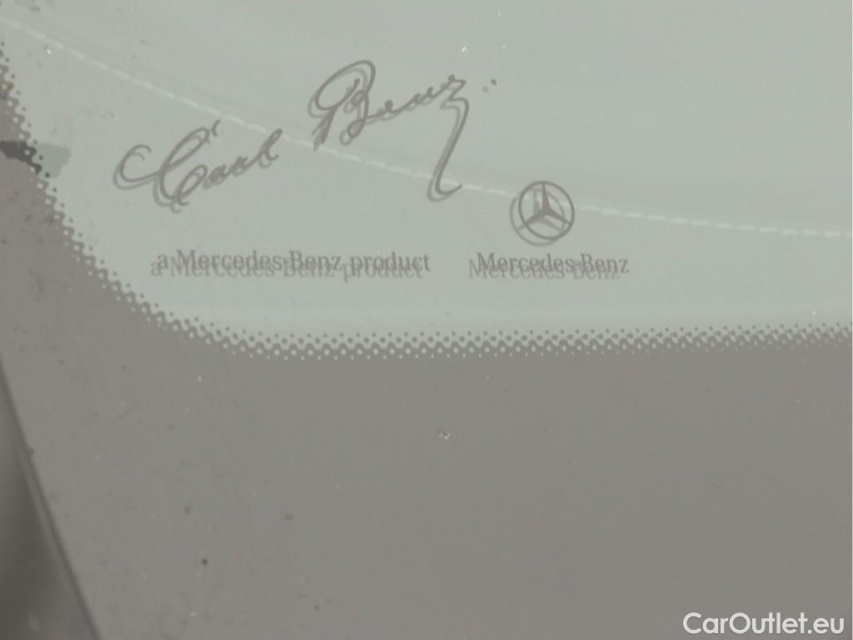 Carl Benz
a Mercedes-Benz product
Mercedes-Benz
CarOutlet.eu